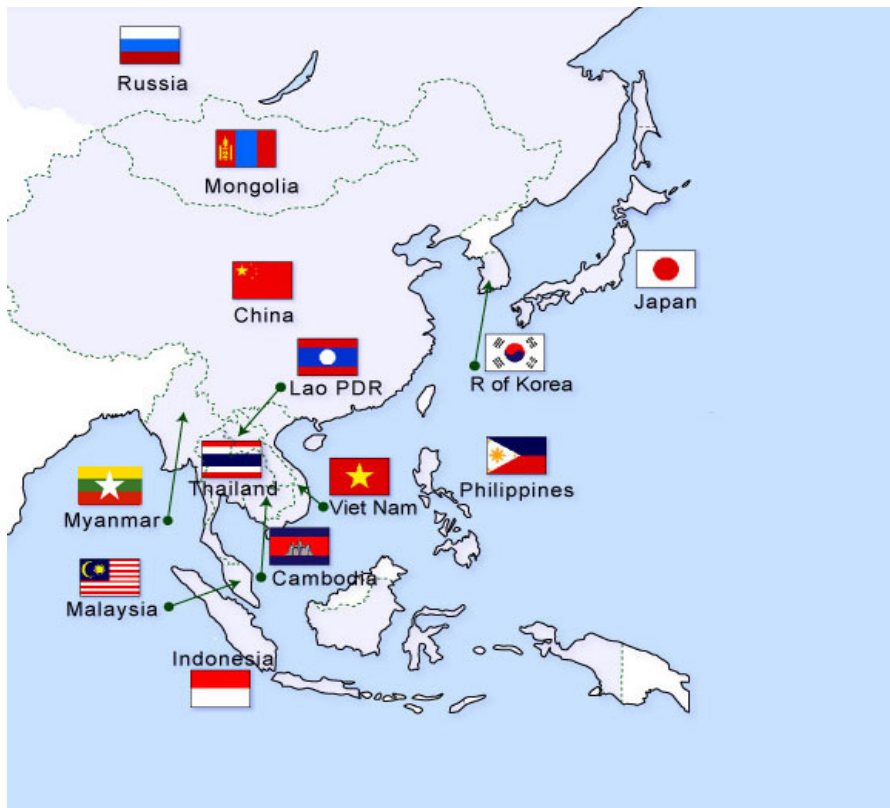 Russia
Mongolia
China
Japan
Lao PDR
R of Korea
Thailand
Philippines
Myanmar
Viet Nam
Cambodia
Malaysia
Indonesia